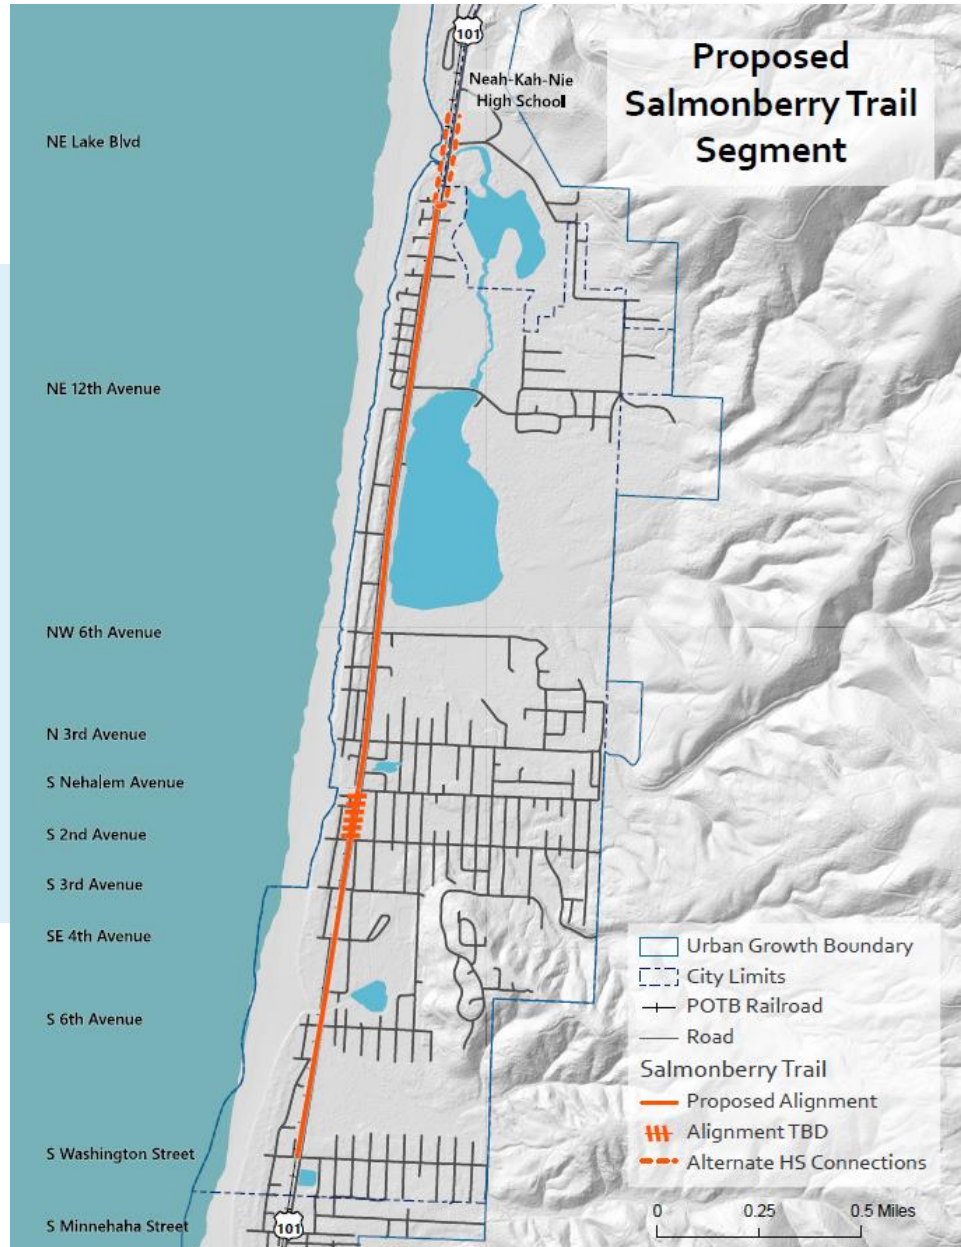 101
Proposed
Salmonberry Trail
Segment
Neah-Kah-Nie
High School
NE Lake Blvd
NE 12th Avenue
NW 6th Avenue
N 3rd Avenue
S Nehalem Avenue
S 2nd Avenue
S 3rd Avenue
SE 4th Avenue
S 6th Avenue
S Washington Street
S Minnehaha Street
101
Urban Growth Boundary
City Limits
POTB Railroad
Road
Salmonberry Trail
Proposed Alignment
Alignment TBD
Alternate HS Connections
0 0.25 0.5 Miles